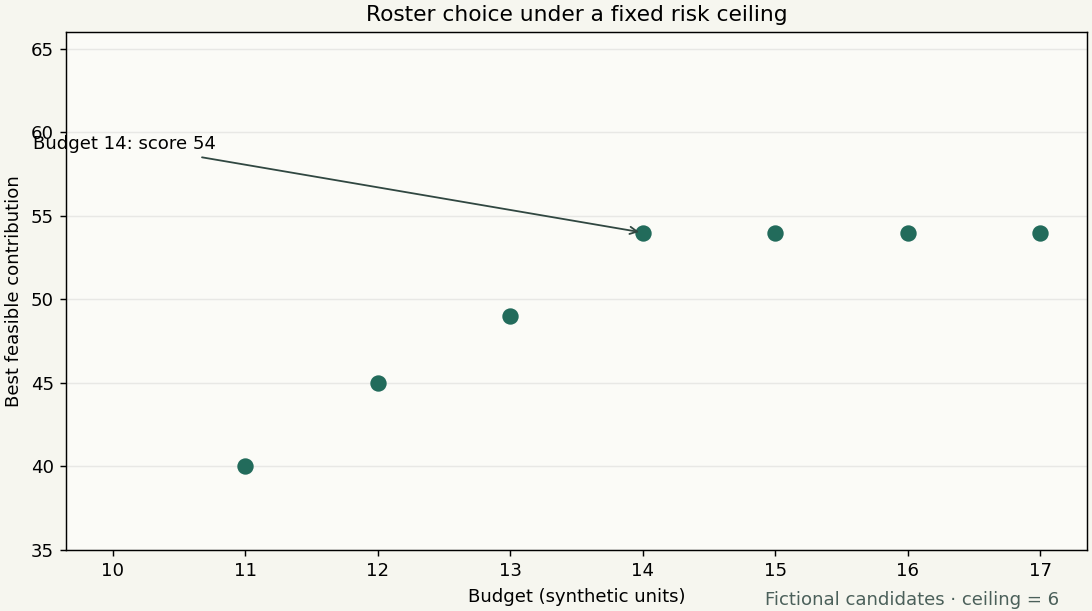 Roster choice under a fixed risk ceiling
Best feasible contribution
65
60
55
50
45
40
35
Budget 14: score 54
10 11 12 13 14 15 16 17
Budget (synthetic units)
Fictional candidates · ceiling = 6